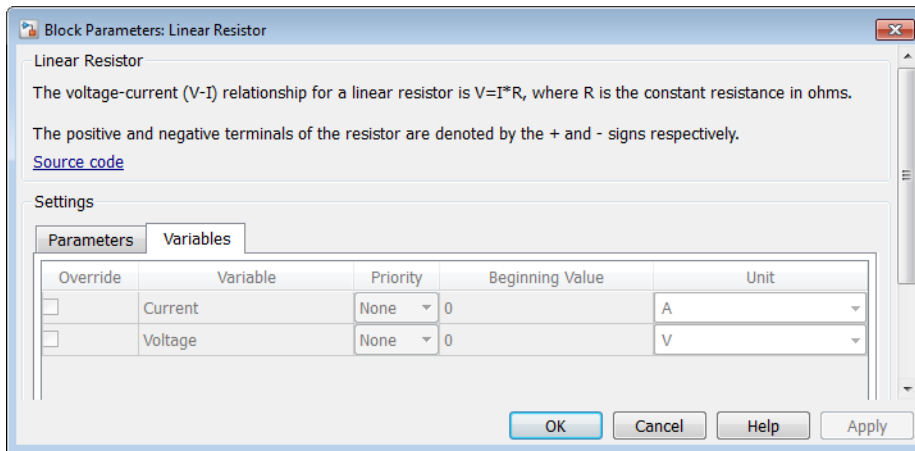 Block Parameters: Linear Resistor
Linear Resistor
The voltage-current (V-I) relationship for a linear resistor is V=I*R, where R is the constant resistance in ohms.
The positive and negative terminals of the resistor are denoted by the + and - signs respectively.
Source code
Settings
Parameters Variables
Override Variable Priority Beginning Value Unit
Current None 0 A
Voltage None 0 V
OK Cancel Help Apply